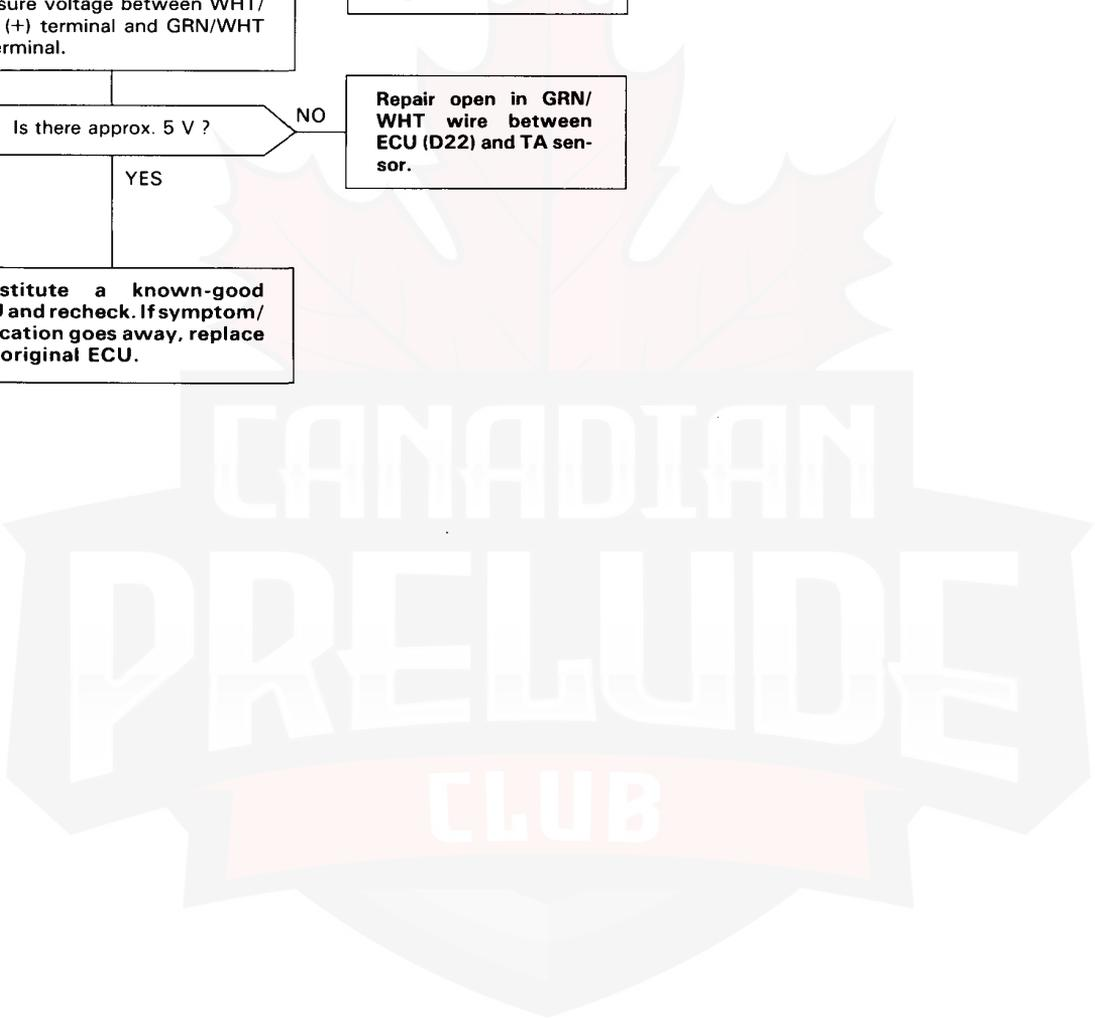 sure voltage between WHT/
(+) terminal and GRN/WHT
erminal.
Is there approx. 5 V ?
NO
Repair open in GRN/
WHT wire between
ECU (D22) and TA sen-
sor.
YES
stitute a known-good
and recheck. If symptom/
cation goes away, replace
original ECU.
CANADIAN
PRELUDE
CLUB